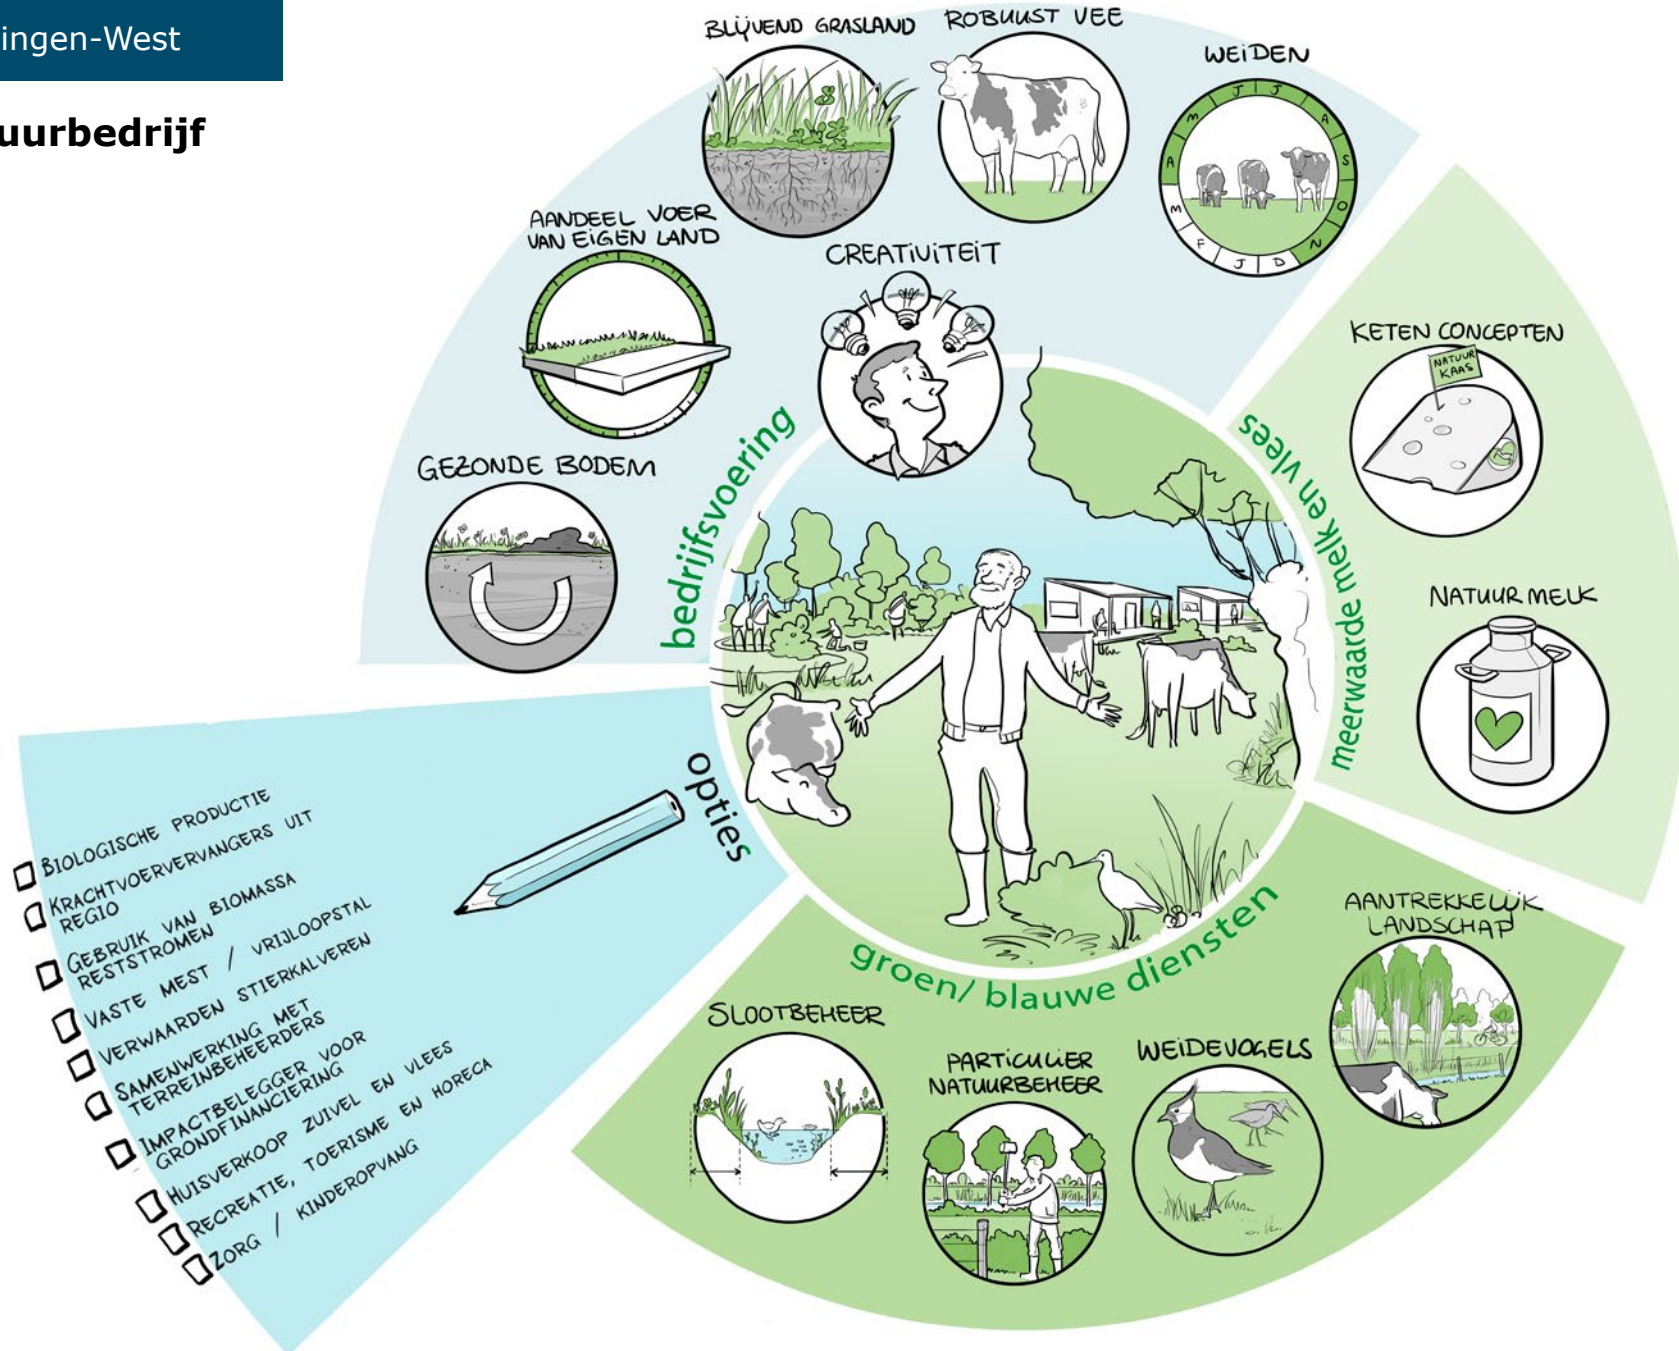 ingen-West
uurbedrijf
BLIJVEND GRASLAND
ROBUUST VEE
WEIDEN
J J A S O N D J F M A M
AANDEEL VOER
VAN EIGEN LAND
CREATIVITEIT
GEZONDE BODEM
bedrijfsvoering
KETEN CONCEPTEN
NATUUR
KAAS
NATUUR MELK
meerwaarde melk en vlees
AANTREKKELIJK
LANDSCHAP
WEIDEVOGELS
PARTICULIER
NATUURBEHEER
SLOOTBEHEER
groen/ blauwe diensten
opties
BIOLOGISCHE PRODUCTIE
KRACHTVOERVERVANGERS UIT
REGIO
GEBRUIK VAN BIOMASSA
RESTSTROMEN
VASTE MEST / VRIJLOOPSTAL
VERWAARDEN STIERKALVEREN
SAMENWERKING MET
TERREINBEHEERDERS
IMPACTBELEGGER VOOR
GRONDFINANCIERING
HUISVERKOOP ZUIVEL EN VLEES
RECREATIE, TOERISME EN HORECA
ZORG / KINDEROPVANG